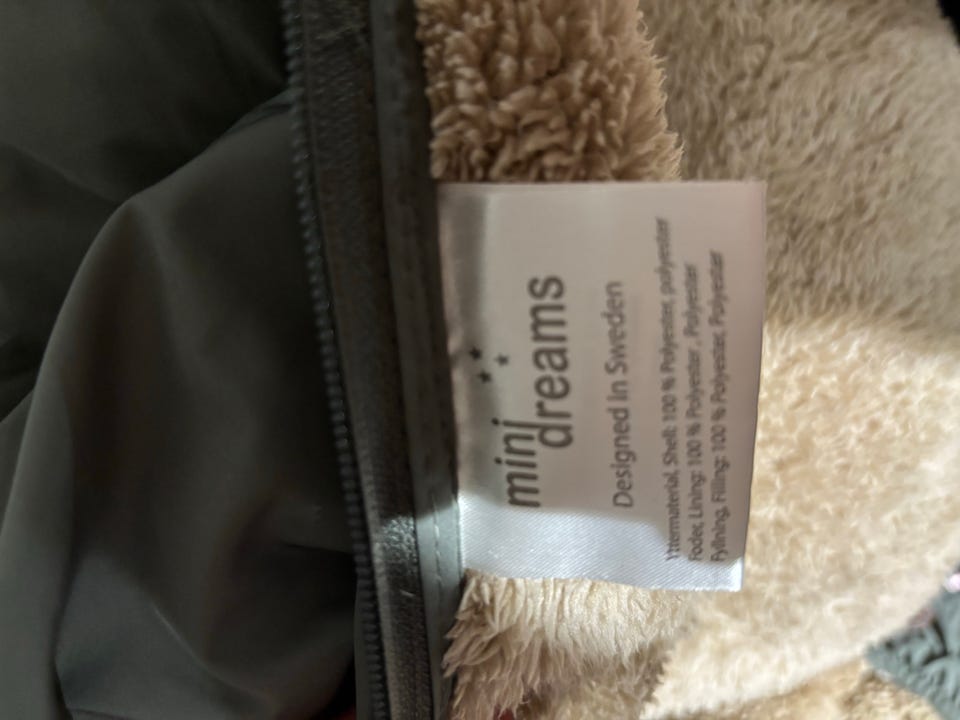 mini
dreams
Designed In Sweden
Yttermaterial, Shell: 100 % Polyester, polyester
Foder, Lining: 100 % Polyester, Polyester
Fyllning, Filling: 100 % Polyester, Polyester